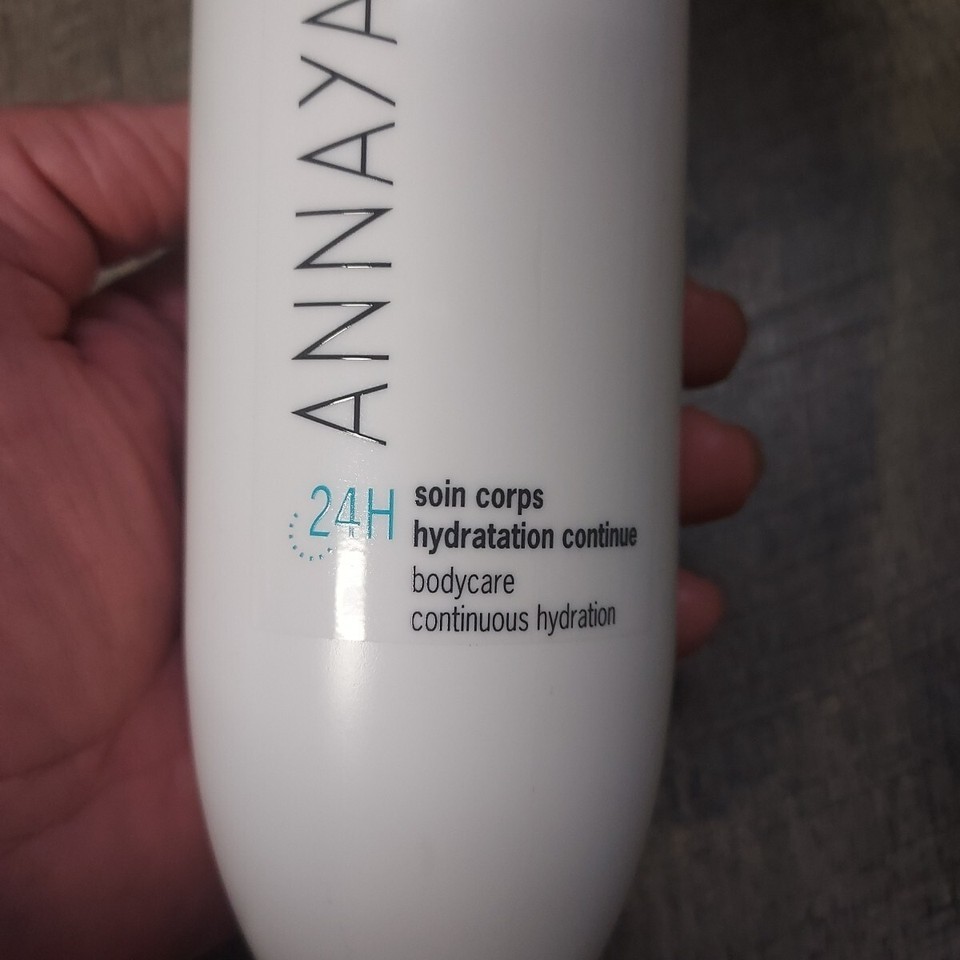 ANNAYA
24H
soin corps
hydratation continue
bodycare
continuous hydration